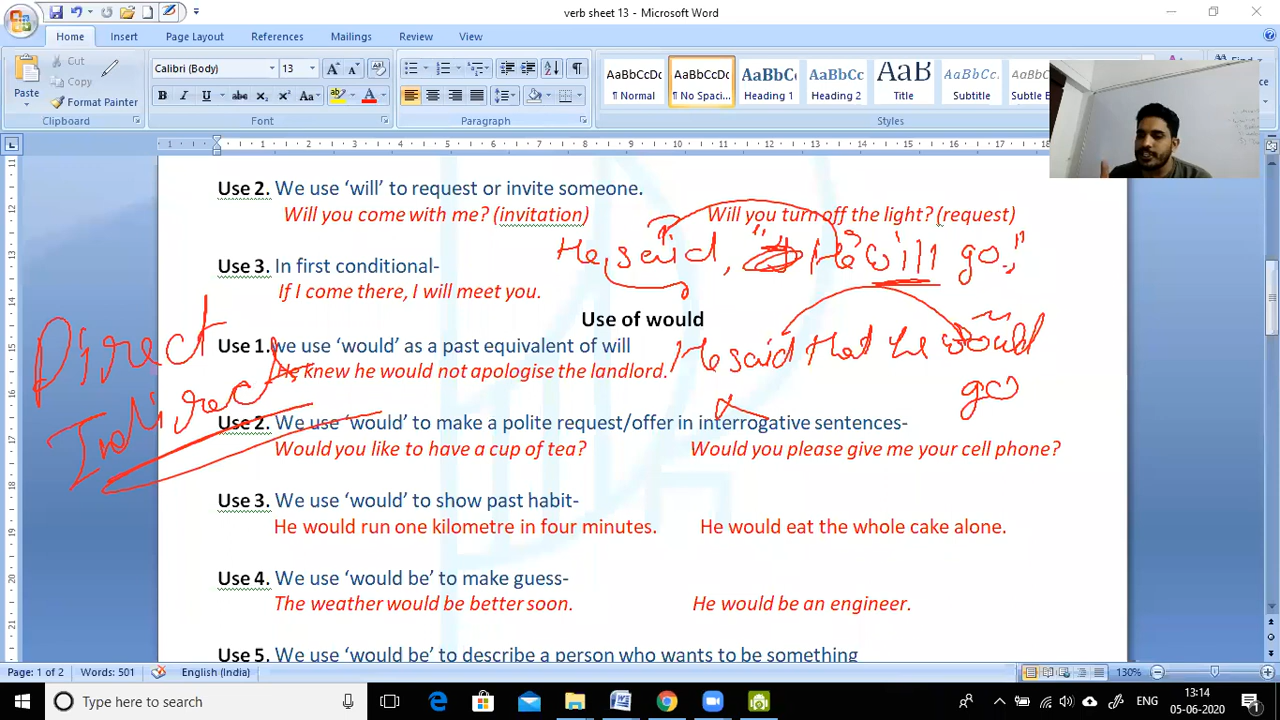 verb sheet 13 - Microsoft Word
Home Insert Page Layout References Mailings Review View
Cut
Copy
Paste
Format Painter
Clipboard
Calibri (Body) 13
Font
Paragraph
AaBbCcDc AaBbCcDc AaBbCc AaBbCc AaB AaBbCc AaBbCc
¶ Normal ¶ No Spaci... Heading 1 Heading 2 Title Subtitle Subtle E
Styles
Use 2. We use ‘will’ to request or invite someone.
Will you come with me? (invitation) Will you turn off the light? (request)
He said, "He will go."
Use 3. In first conditional-
If I come there, I will meet you.
Use of would
Direct
Use 1. we use ‘would’ as a past equivalent of will
He said that he would
He knew he would not apologise the landlord.
go
Indirect
Use 2. We use ‘would’ to make a polite request/offer in interrogative sentences-
Would you like to have a cup of tea? Would you please give me your cell phone?
Use 3. We use ‘would’ to show past habit-
He would run one kilometre in four minutes. He would eat the whole cake alone.
Use 4. We use ‘would be’ to make guess-
The weather would be better soon. He would be an engineer.
Use 5. We use ‘would be’ to describe a person who wants to be something
Page: 1 of 2 Words: 501 English (India) 130%
Type here to search
ENG
13:14
05-06-2020